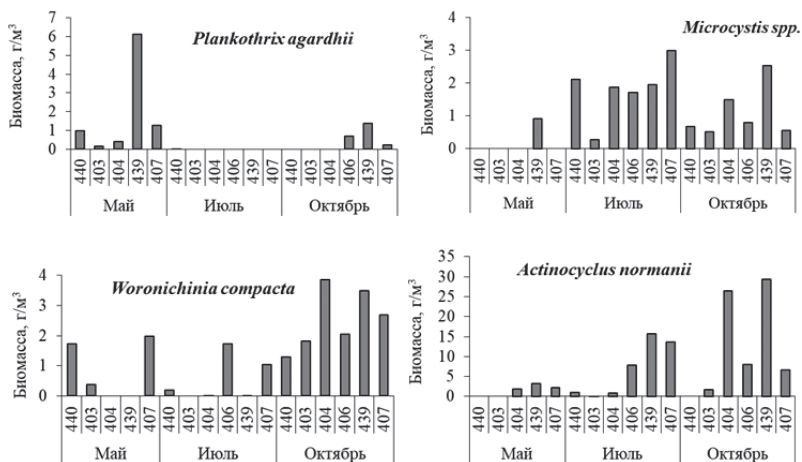 Plankothrix agardhii
Биомасса, г/м³
7
6
5
4
3
2
1
0
440 403 404 439 407 440 403 404 406 439 407 440 403 404 406 439 407
Май Июль Октябрь
Microcystis spp.
Биомасса, г/м³
4
3
2
1
0
440 403 404 439 407 440 403 404 406 439 407 440 403 404 406 439 407
Май Июль Октябрь
Woronichinia compacta
Биомасса, г/м³
4
3
2
1
0
440 403 404 439 407 440 403 404 406 439 407 440 403 404 406 439 407
Май Июль Октябрь
Actinocyclus normanii
Биомасса, г/м³
35
30
25
20
15
10
5
0
440 403 404 439 407 440 403 404 406 439 407 440 403 404 406 439 407
Май Июль Октябрь